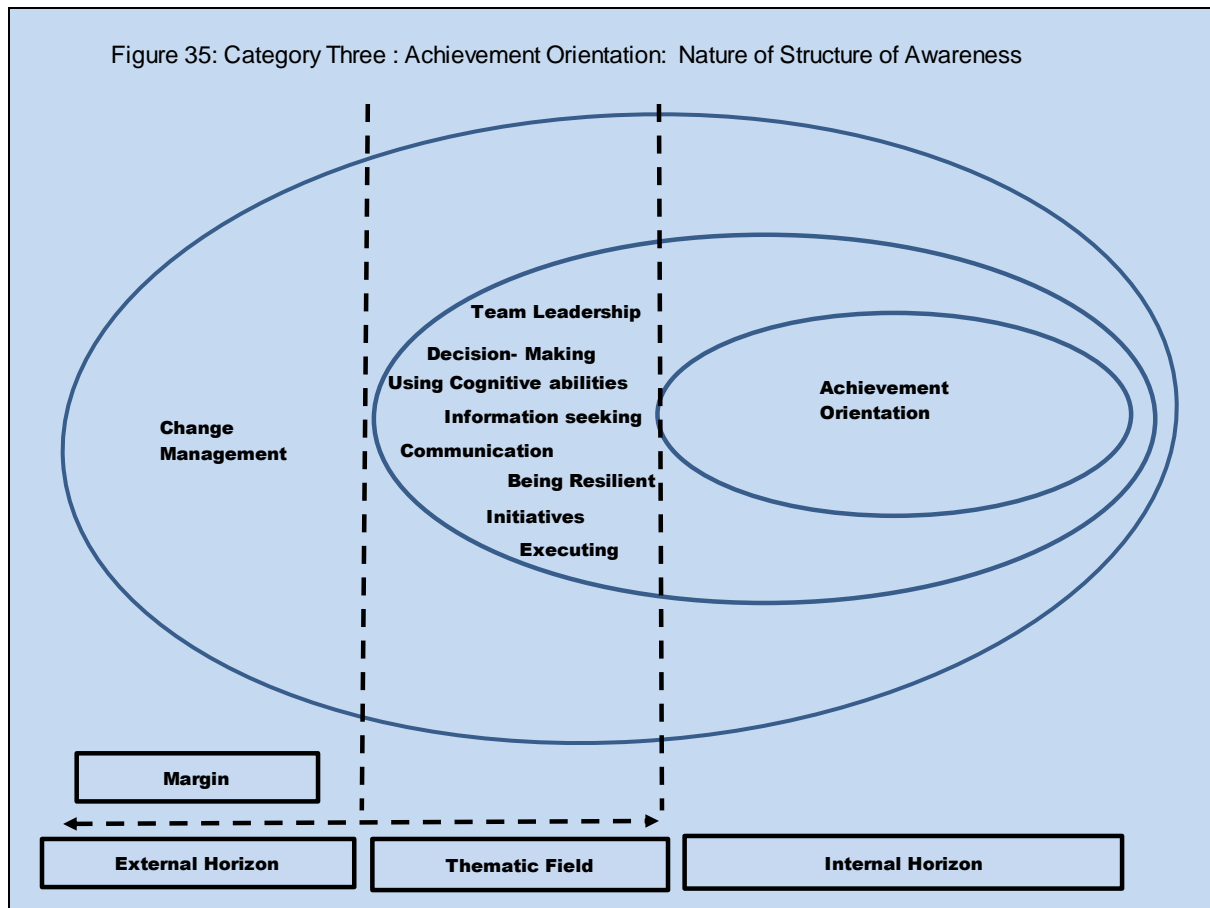 Figure 35: Category Three : Achievement Orientation: Nature of Structure of Awareness
Team Leadership
Decision- Making
Using Cognitive abilities
Information seeking
Communication
Being Resilient
Initiatives
Executing
Achievement
Orientation
Change
Management
Margin
External Horizon
Thematic Field
Internal Horizon